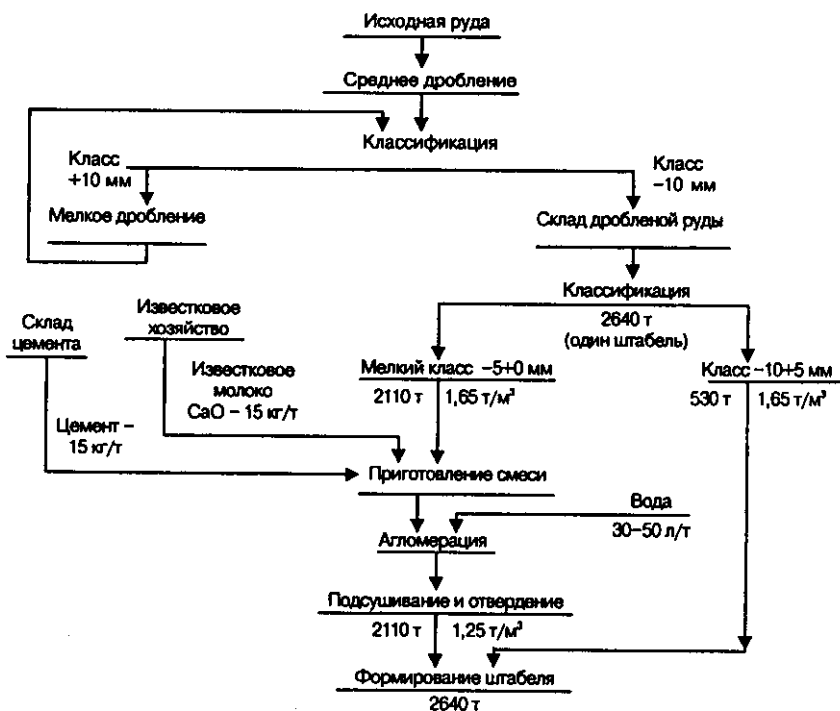 Исходная руда
Среднее дробление
Классификация
Класс
+10 мм
Класс
−10 мм
Мелкое дробление
Склад дробленой руды
Классификация
2640 т
(один штабель)
Склад
цемента
Известковое
хозяйство
Известковое
молоко
CaO − 15 кг/т
Мелкий класс −5+0 мм
2110 т 1,65 т/м³
Класс −10+5 мм
530 т 1,65 т/м³
Цемент −
15 кг/т
Приготовление смеси
Вода
30−50 л/т
Агломерация
Подсушивание и отвердение
2110 т 1,25 т/м³
Формирование штабеля
2640 т